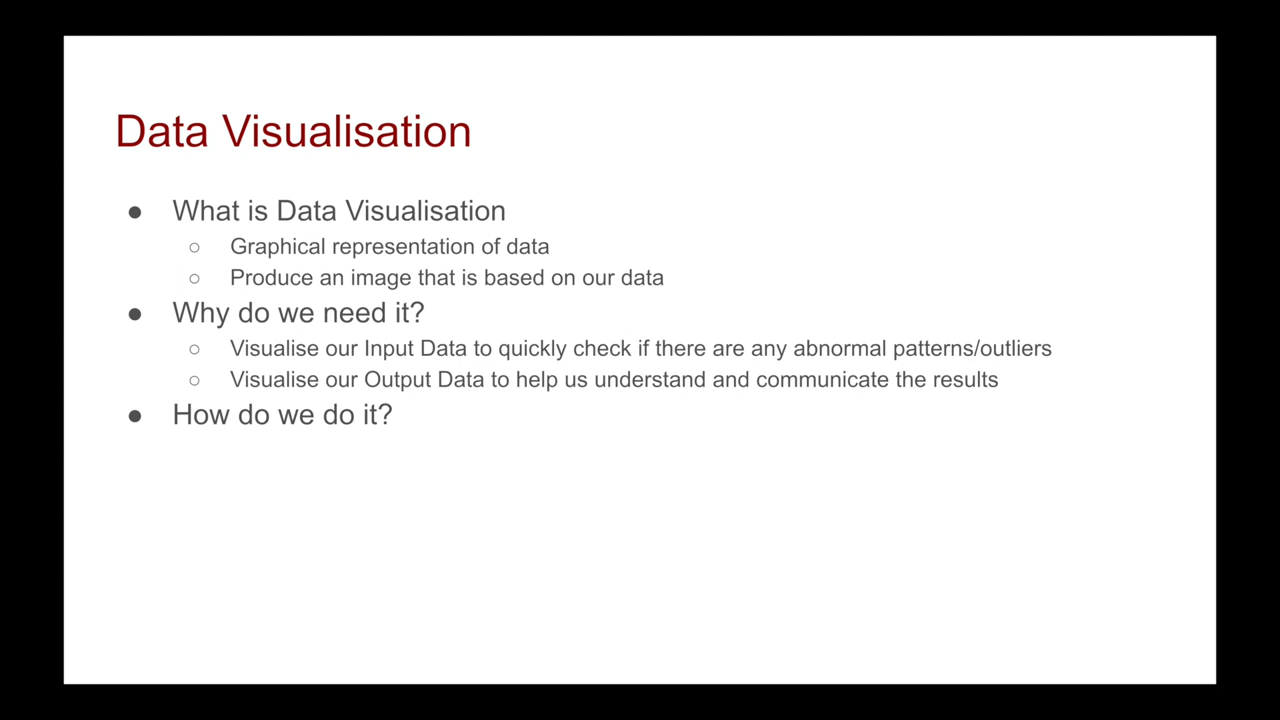 Data Visualisation
● What is Data Visualisation
○ Graphical representation of data
○ Produce an image that is based on our data
● Why do we need it?
○ Visualise our Input Data to quickly check if there are any abnormal patterns/outliers
○ Visualise our Output Data to help us understand and communicate the results
● How do we do it?